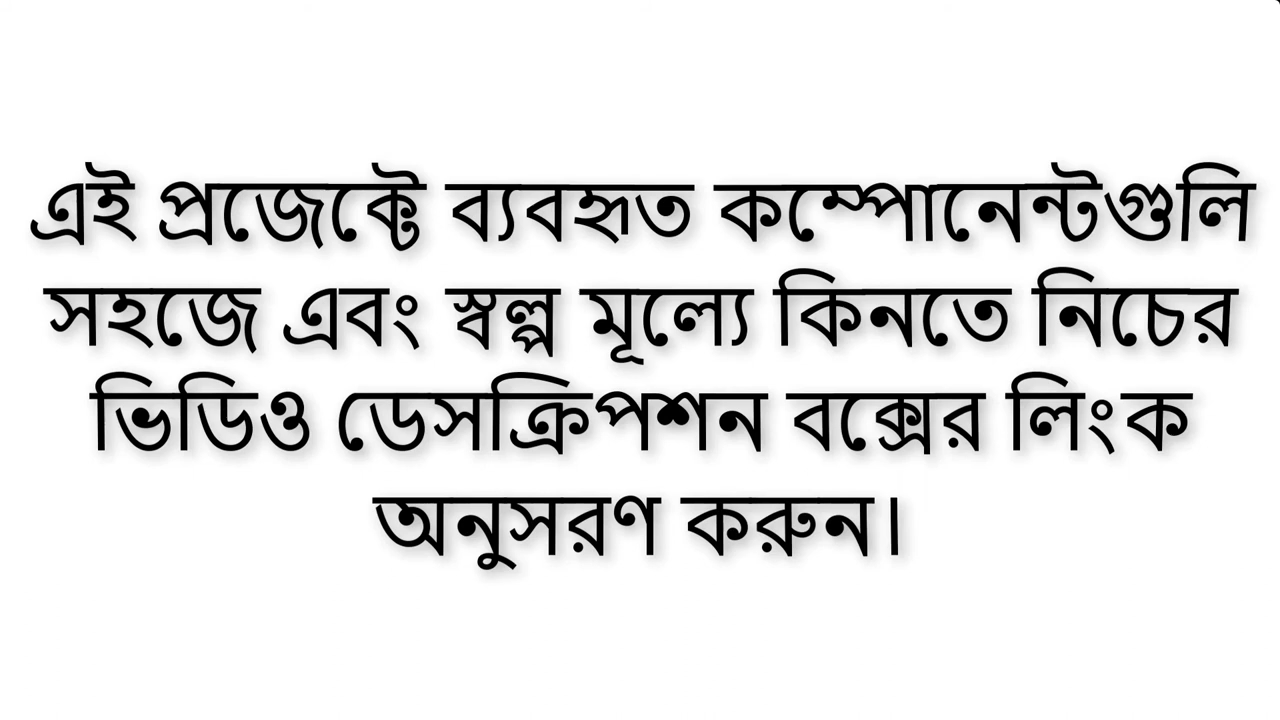 এই প্রজেক্টে ব্যবহৃত কম্পোনেন্টগুলি
সহজে এবং স্বল্প মূল্যে কিনতে নিচের
ভিডিও ডেসক্রিপশন বক্সের লিংক
অনুসরণ করুন।